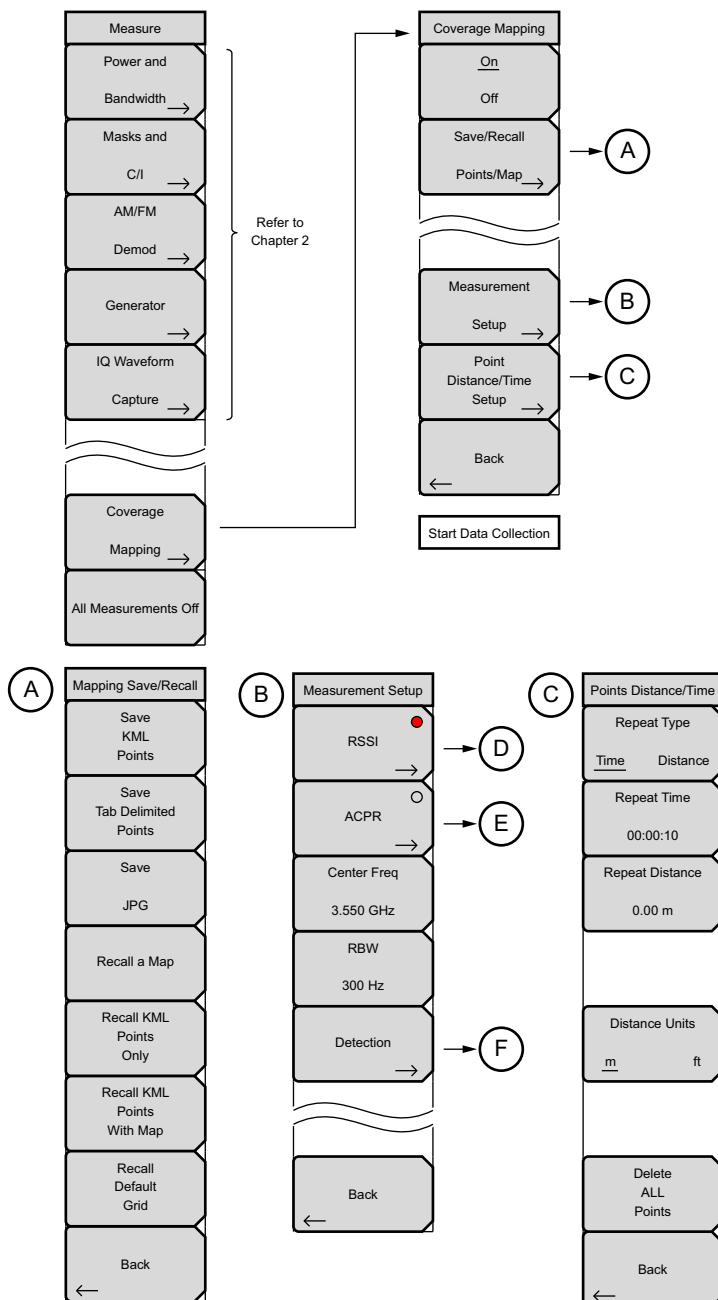 Measure
Power and
Bandwidth
Masks and
C/I
AM/FM
Demod
Generator
IQ Waveform
Capture
Coverage
Mapping
All Measurements Off
Refer to
Chapter 2
Coverage Mapping
On
Off
Save/Recall
Points/Map
A
Measurement
Setup
B
Point
Distance/Time
Setup
C
Back
Start Data Collection
A
Mapping Save/Recall
Save
KML
Points
Save
Tab Delimited
Points
Save
JPG
Recall a Map
Recall KML
Points
Only
Recall KML
Points
With Map
Recall
Default
Grid
Back
B
Measurement Setup
RSSI
D
ACPR
E
Center Freq
3.550 GHz
RBW
300 Hz
Detection
F
Back
C
Points Distance/Time
Repeat Type
Time Distance
Repeat Time
00:00:10
Repeat Distance
0.00 m
Distance Units
m ft
Delete
ALL
Points
Back